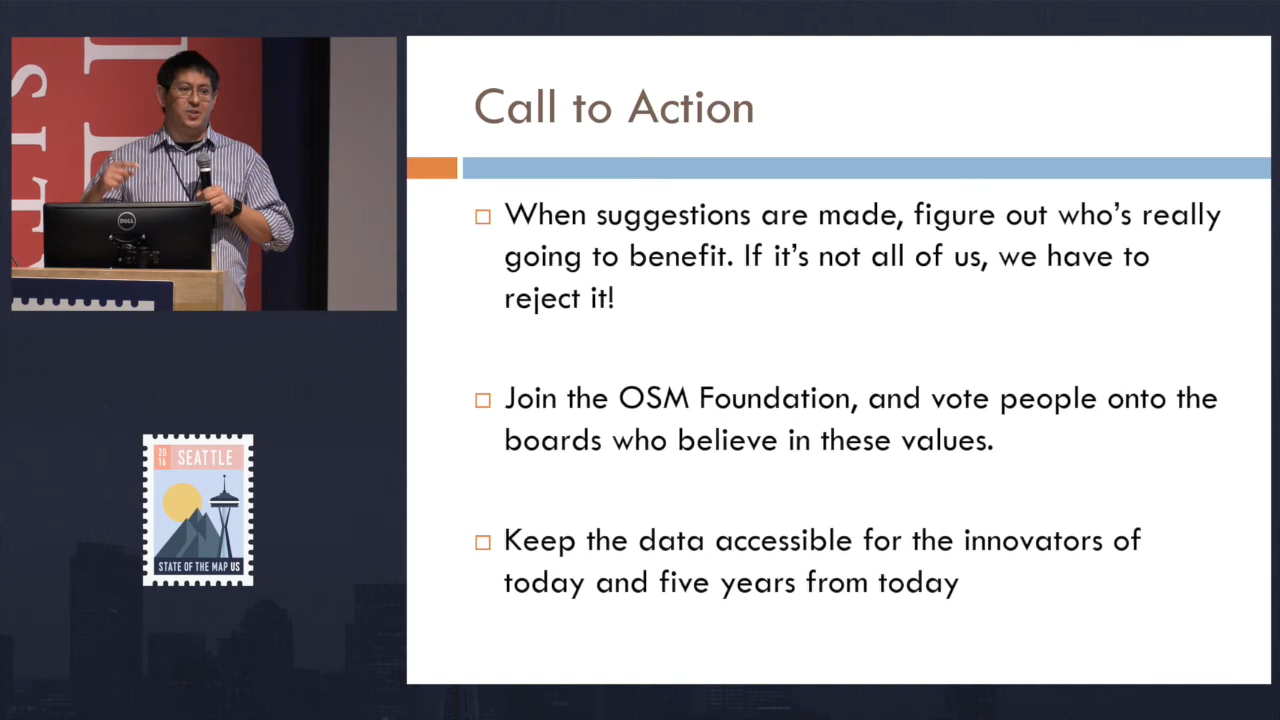 Call to Action
When suggestions are made, figure out who's really
going to benefit. If it's not all of us, we have to
reject it!
Join the OSM Foundation, and vote people onto the
boards who believe in these values.
Keep the data accessible for the innovators of
today and five years from today
DELL
20
16
SEATTLE
STATE OF THE MAP US